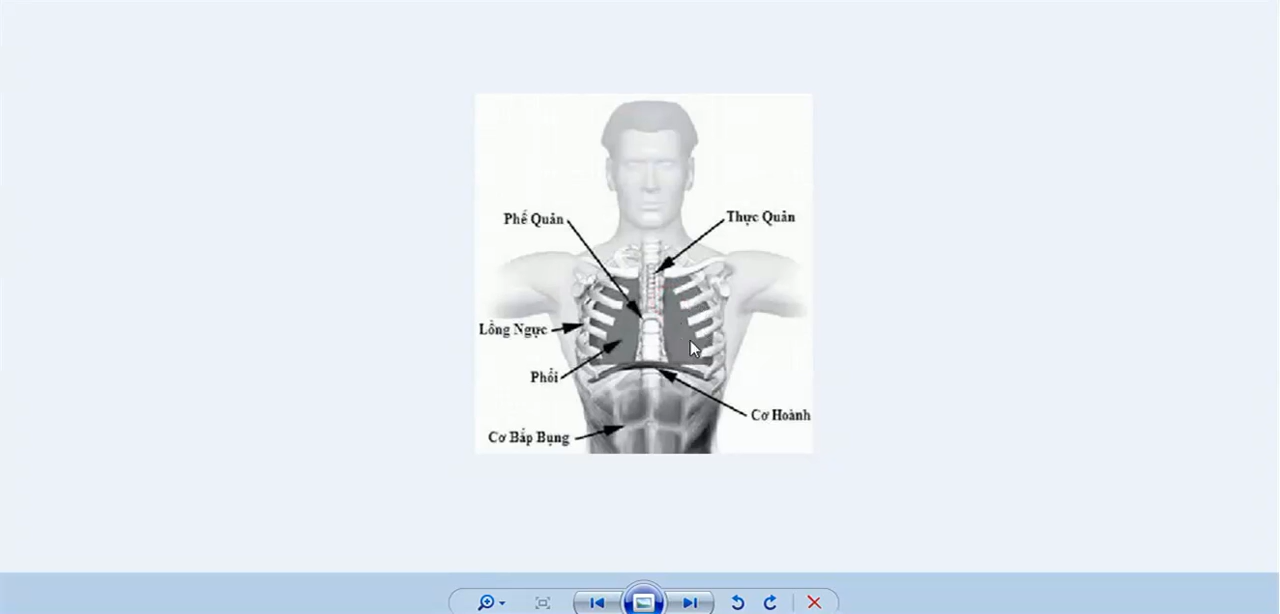 Phế Quản
Thực Quản
Lồng Ngực
Phổi
Cơ Hoành
Cơ Bắp Bụng